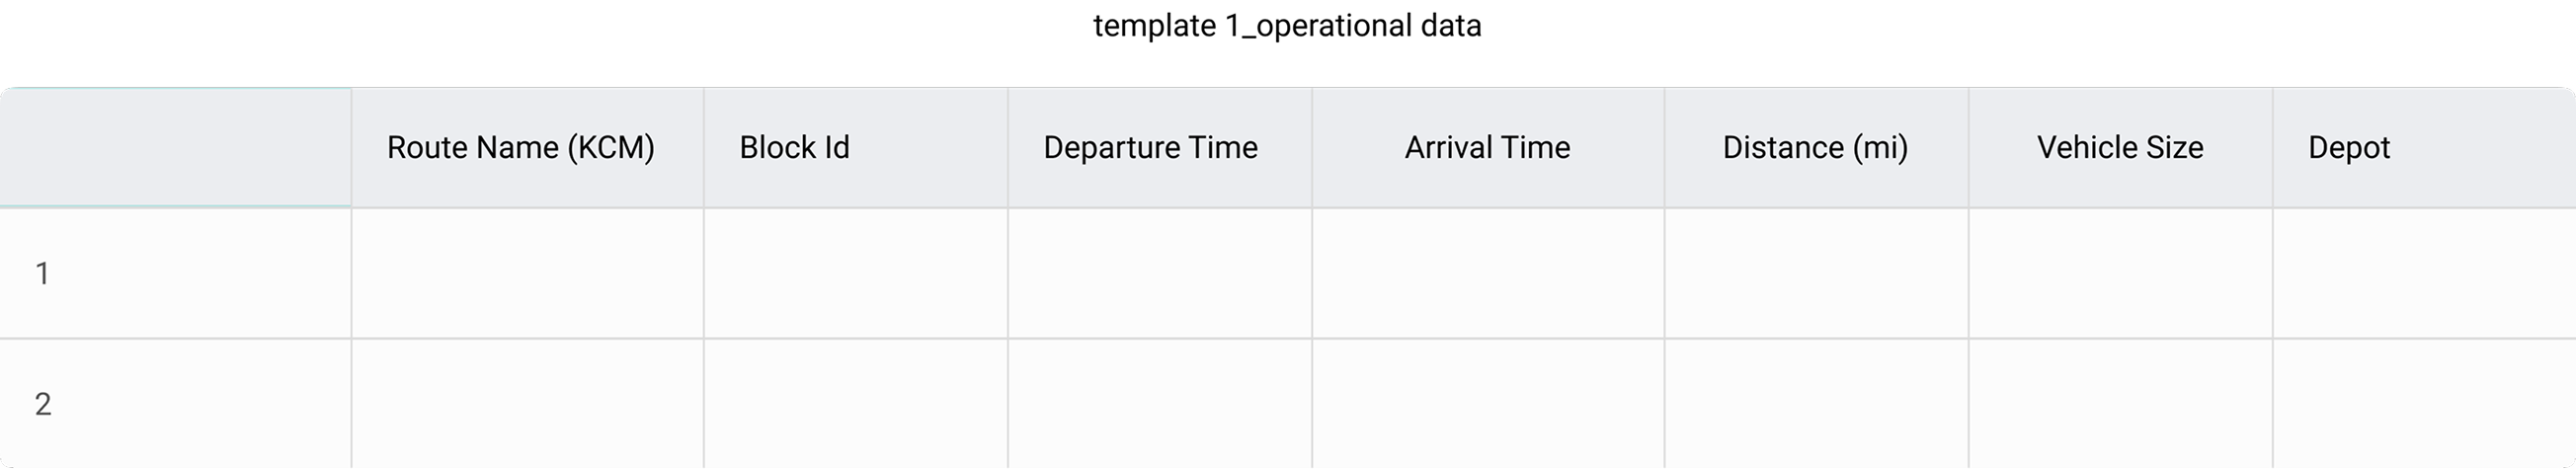 template 1_operational data
Route Name (KCM) Block Id Departure Time Arrival Time Distance (mi) Vehicle Size Depot
1
2